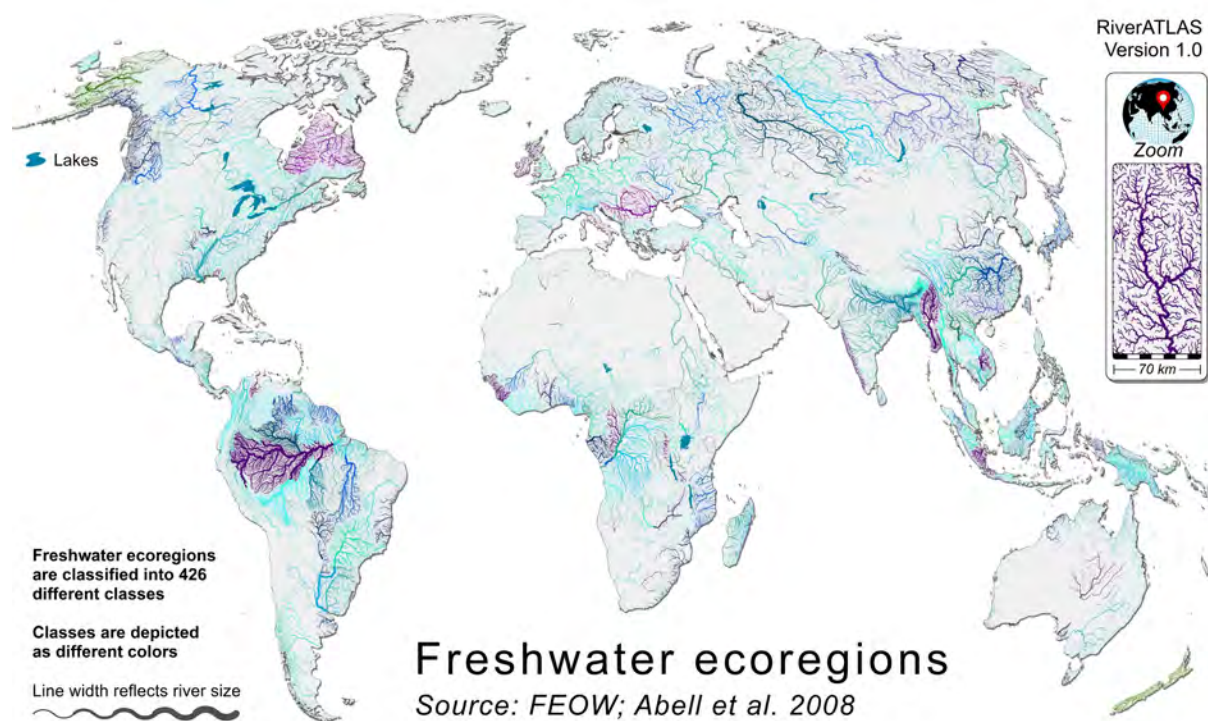 RiverATLAS
Version 1.0
Zoom
70 km
Lakes
Freshwater ecoregions
are classified into 426
different classes
Classes are depicted
as different colors
Line width reflects river size
Freshwater ecoregions
Source: FEOW; Abell et al. 2008